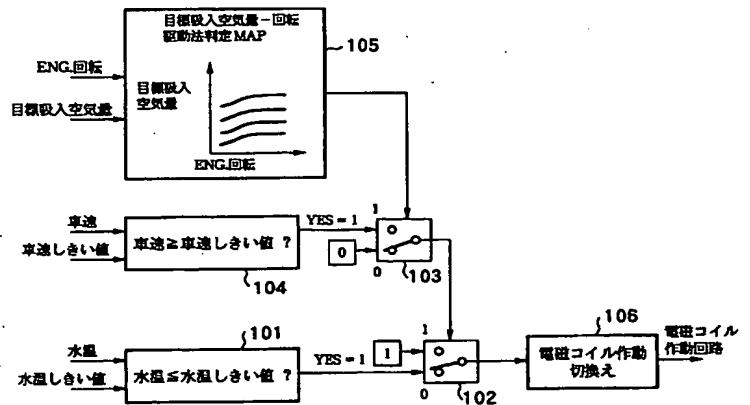 目標吸入空気量－回転
駆動法判定MAP
105
ENG.回転
目標吸入空気量
目標吸入
空気量
ENG.回転
車速
車速しきい値
車速≧車速しきい値 ?
104
YES = 1
1
0
0
103
水温
水温しきい値
101
水温≦水温しきい値 ?
YES = 1
1
1
0
102
106
電磁コイル作動
切換え
電磁コイル
作動回路